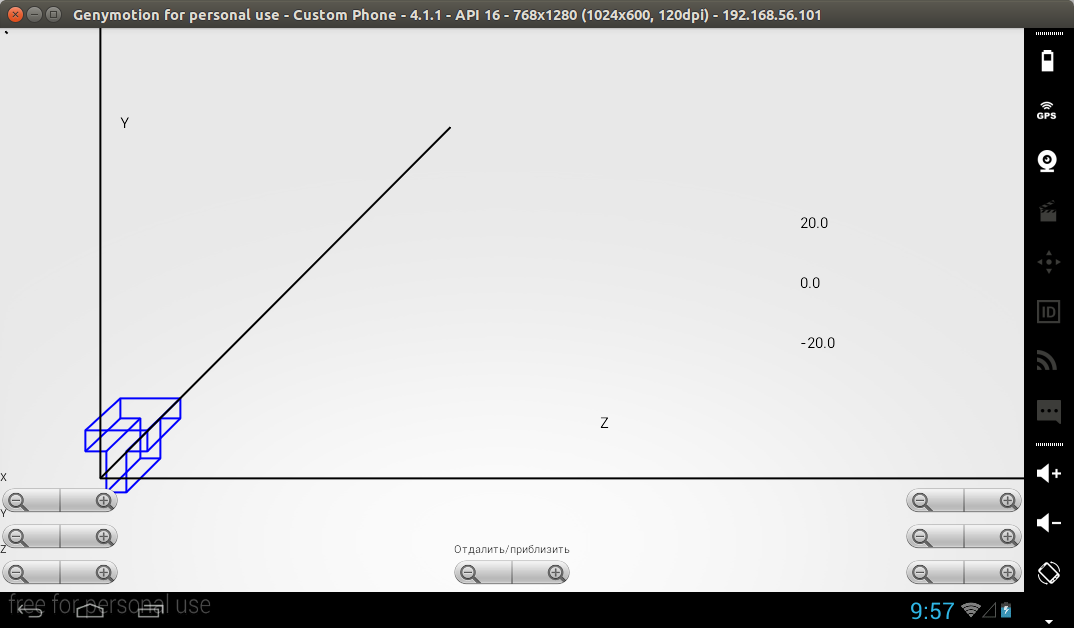 Genymotion for personal use - Custom Phone - 4.1.1 - API 16 - 768x1280 (1024x600, 120dpi) - 192.168.56.101
Y
GPS
20.0
ID
0.0
-20.0
Z
X
Y
Z
Отдалить/приблизить
free for personal use
9:57